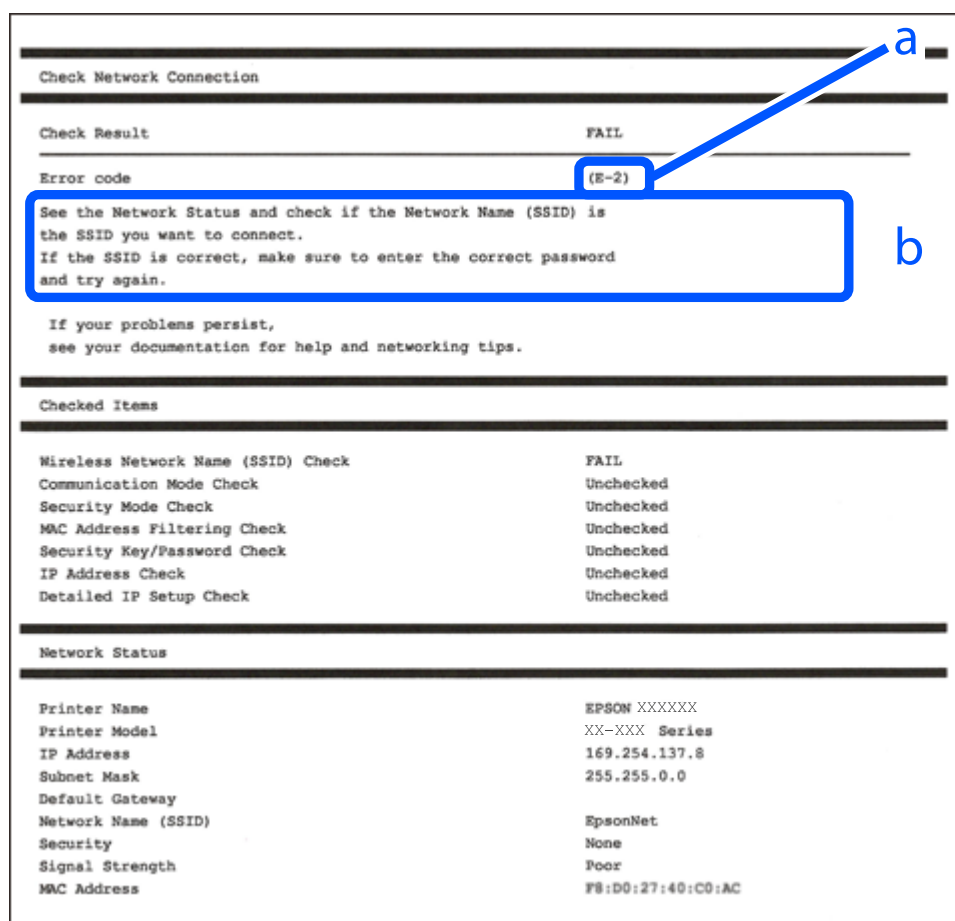 a
Check Network Connection
Check Result FAIL
Error code (E-2)
See the Network Status and check if the Network Name (SSID) is
the SSID you want to connect.
If the SSID is correct, make sure to enter the correct password
and try again.
b
If your problems persist,
see your documentation for help and networking tips.
Checked Items
Wireless Network Name (SSID) Check FAIL
Communication Mode Check Unchecked
Security Mode Check Unchecked
MAC Address Filtering Check Unchecked
Security Key/Password Check Unchecked
IP Address Check Unchecked
Detailed IP Setup Check Unchecked
Network Status
Printer Name EPSON XXXXXX
Printer Model XX-XXX Series
IP Address 169.254.137.8
Subnet Mask 255.255.0.0
Default Gateway
Network Name (SSID) EpsonNet
Security None
Signal Strength Poor
MAC Address F8:D0:27:40:C0:AC